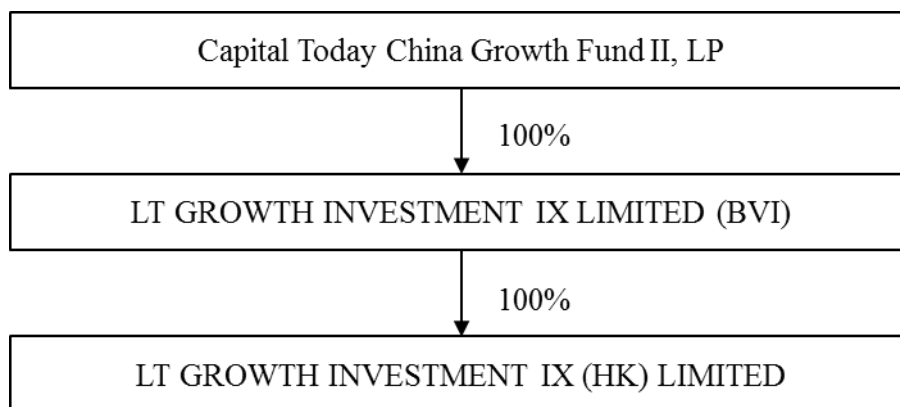 Capital Today China Growth Fund II, LP
100%
LT GROWTH INVESTMENT IX LIMITED (BVI)
100%
LT GROWTH INVESTMENT IX (HK) LIMITED